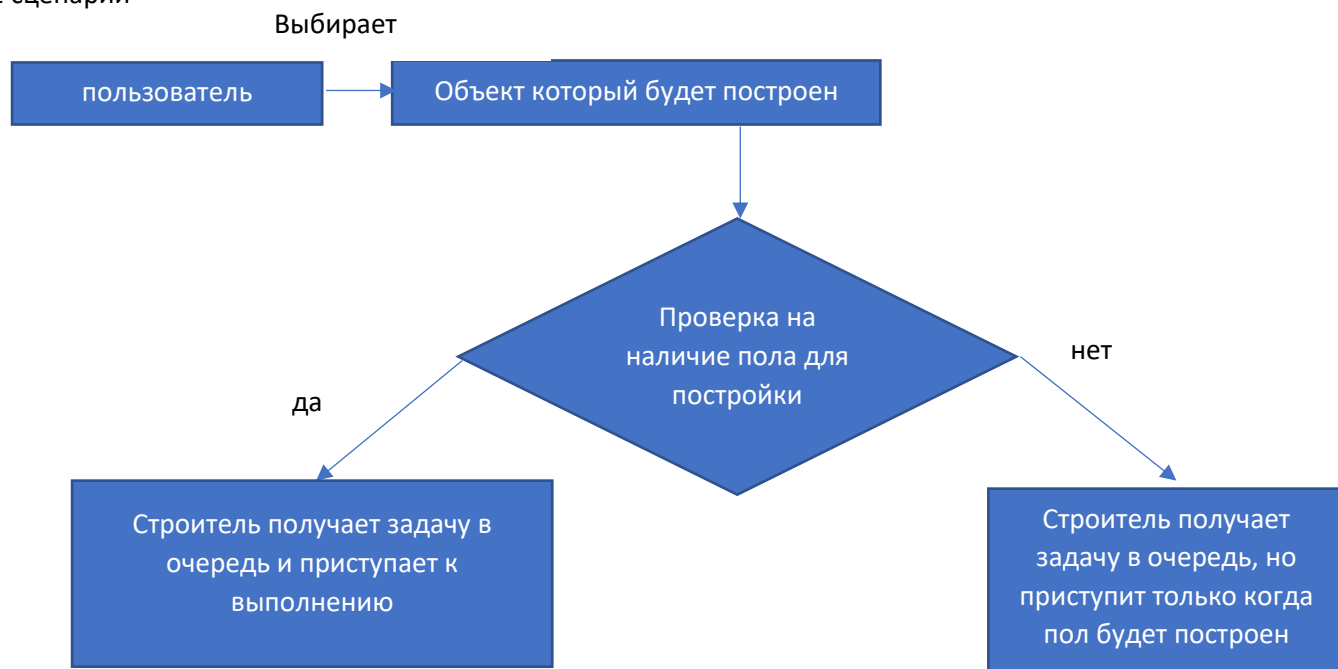 сценарий
Выбирает
пользователь
Объект который будет построен
Проверка на
наличие пола для
постройки
да
нет
Строитель получает задачу в
очередь и приступает к
выполнению
Строитель получает
задачу в очередь, но
приступит только когда
пол будет построен